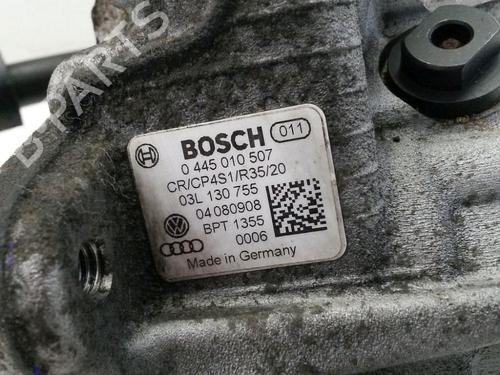 B-PARTS
BOSCH 011
0 445 010 507
CR/CP4S1/R35/20
03L 130 755
04 080908
BPT 1355
0006
Made in Germany